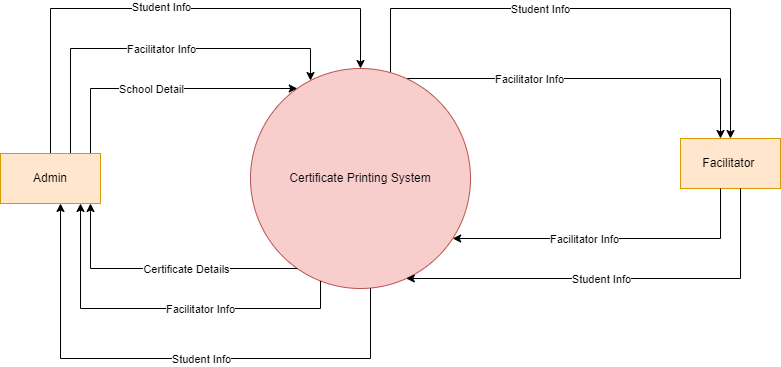 Student Info
Student Info
Facilitator Info
Facilitator Info
School Detail
Admin
Certificate Printing System
Facilitator
Facilitator Info
Certificate Details
Student Info
Facilitator Info
Student Info